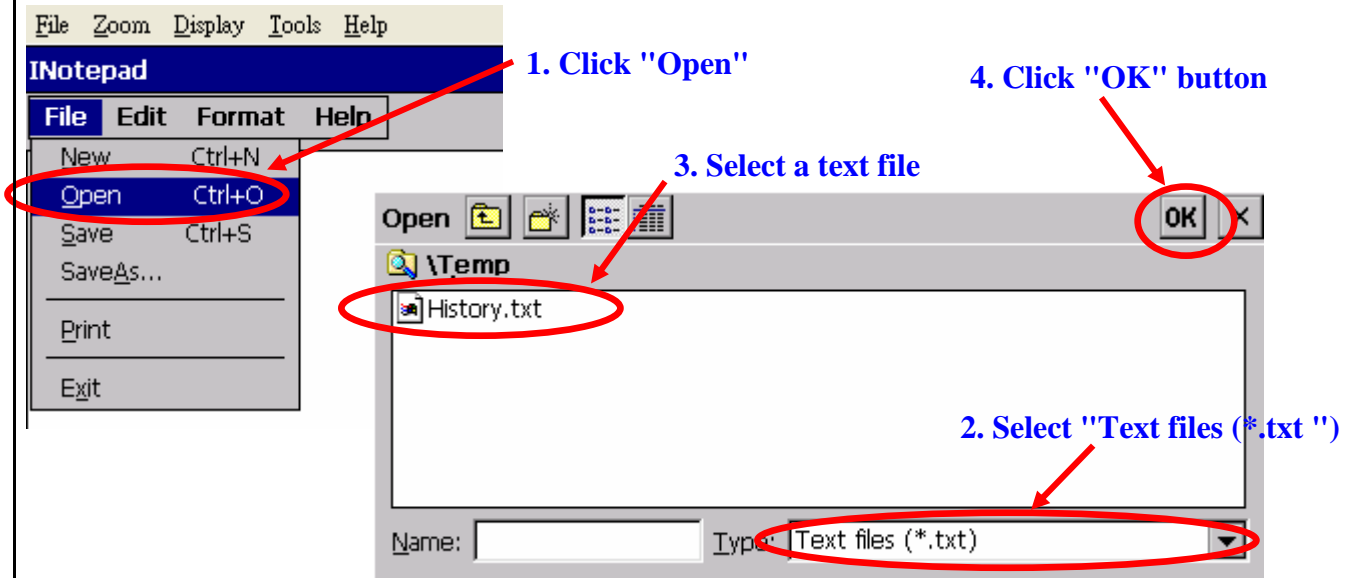 File Zoom Display Tools Help
INotepad
1. Click "Open"
4. Click "OK" button
File Edit Format Help
New Ctrl+N
3. Select a text file
Open Ctrl+O
Open OK ×
Save Ctrl+S
\Temp
SaveAs...
History.txt
Print
Exit
2. Select "Text files (*.txt ")
Name: Type: Text files (*.txt)